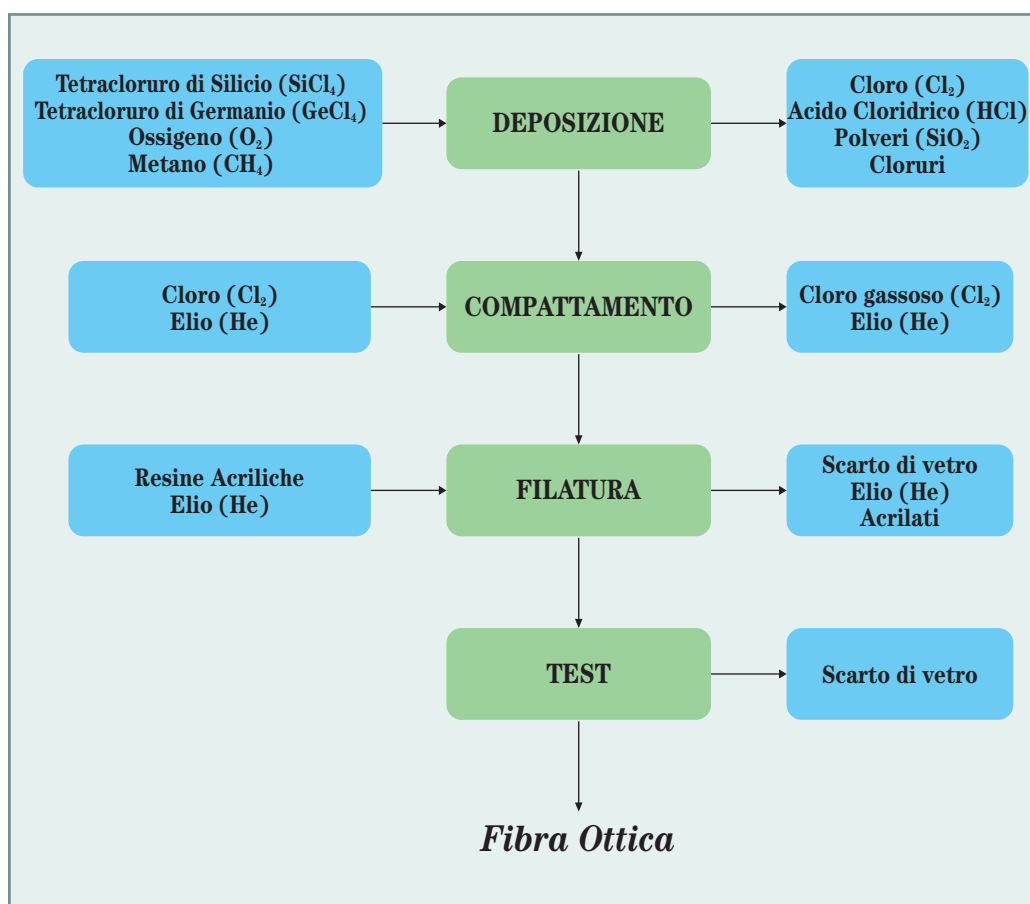 Tetracloruro di Silicio (SiCl₄)
Tetracloruro di Germanio (GeCl₄)
Ossigeno (O₂)
Metano (CH₄)
DEPOSIZIONE
Cloro (Cl₂)
Acido Cloridrico (HCl)
Polveri (SiO₂)
Cloruri
Cloro (Cl₂)
Elio (He)
COMPATTAMENTO
Cloro gassoso (Cl₂)
Elio (He)
Resine Acriliche
Elio (He)
FILATURA
Scarto di vetro
Elio (He)
Acrilati
TEST
Scarto di vetro
Fibra Ottica